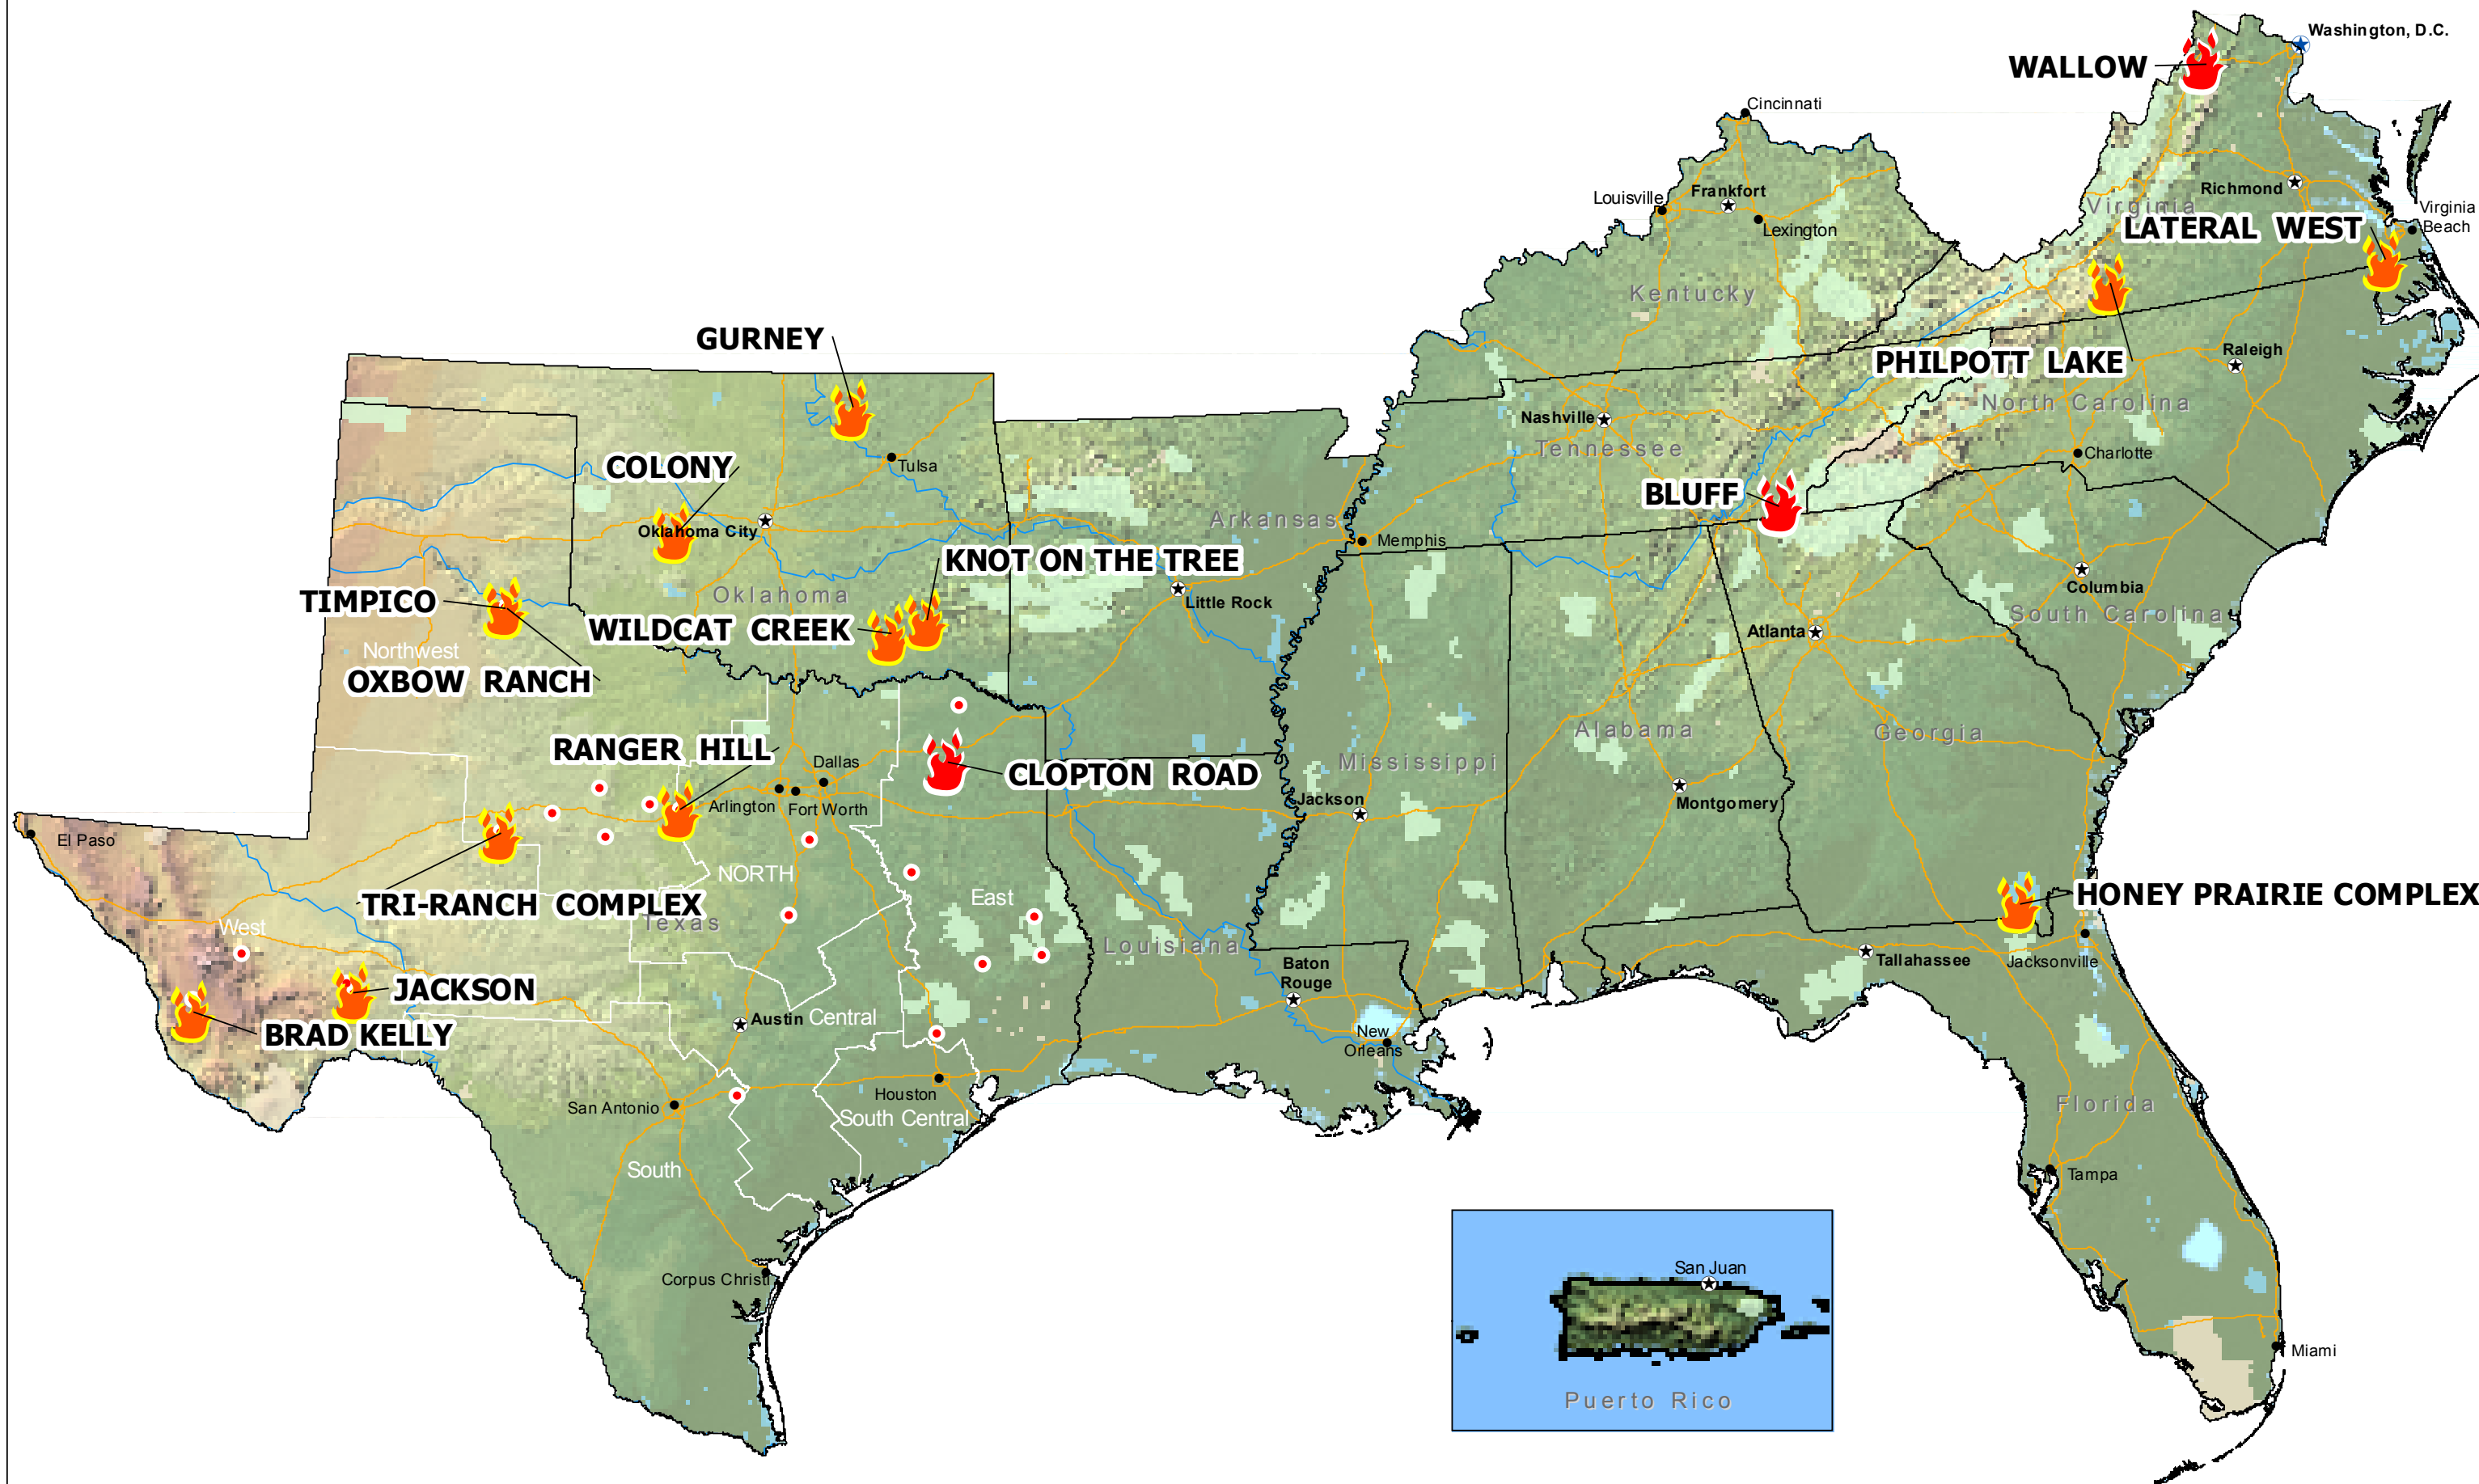 Washington, D.C.
WALLOW
Cincinnati
Richmond
Frankfort
Louisville
Virginia
Virginia
Beach
LATERAL WEST
Lexington
Kentucky
GURNEY
Raleigh
PHILPOTT LAKE
North Carolina
Nashville
Tennessee
Charlotte
COLONY
Tulsa
BLUFF
Arkansas
Oklahoma City
Memphis
KNOT ON THE TREE
Columbia
Oklahoma
TIMPICO
Little Rock
South Carolina
WILDCAT CREEK
Atlanta
Northwest
OXBOW RANCH
Alabama
Georgia
RANGER HILL
Dallas
Mississippi
CLOPTON ROAD
Arlington
Fort Worth
Jackson
Montgomery
El Paso
NORTH
East
HONEY PRAIRIE COMPLEX
TRI-RANCH COMPLEX
Texas
West
Louisiana
Tallahassee
Jacksonville
Baton
Rouge
JACKSON
Austin
Central
BRAD KELLY
New
Orleans
Houston
San Antonio
South Central
Florida
South
Tampa
San Juan
Corpus Christi
Miami
Puerto Rico